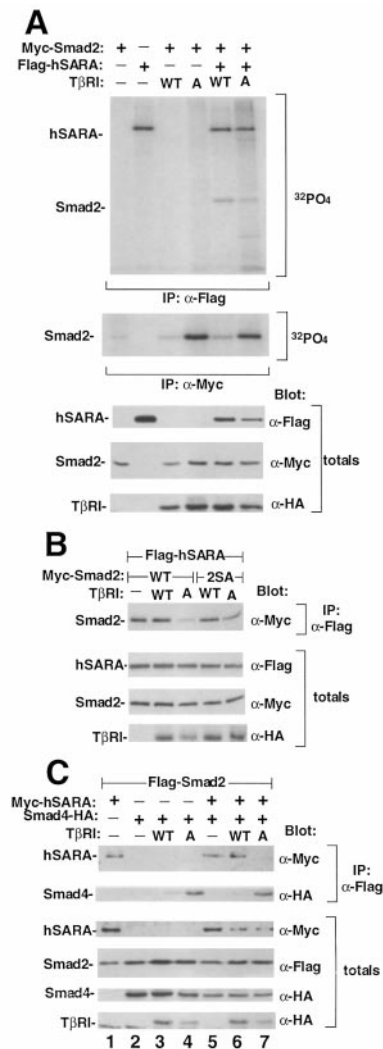 A
Myc-Smad2: + − + + + +
Flag-hSARA: − + − − + +
TβRI: − − WT A WT A
hSARA-
Smad2-
32PO4
IP: α-Flag
Smad2-
32PO4
IP: α-Myc
Blot:
hSARA-
α-Flag
Smad2-
α-Myc
totals
TβRI-
α-HA
B
Flag-hSARA
Myc-Smad2: WT 2SA
TβRI: − WT A WT A
Blot:
Smad2-
α-Myc
IP:
α-Flag
hSARA-
α-Flag
Smad2-
α-Myc
totals
TβRI-
α-HA
C
Flag-Smad2
Myc-hSARA: + − − − + + +
Smad4-HA: − + + + + + +
TβRI: − − WT A − WT A
Blot:
hSARA-
α-Myc
IP:
α-Flag
Smad4-
α-HA
hSARA-
α-Myc
Smad2-
α-Flag
totals
Smad4-
α-HA
TβRI-
α-HA
1 2 3 4 5 6 7